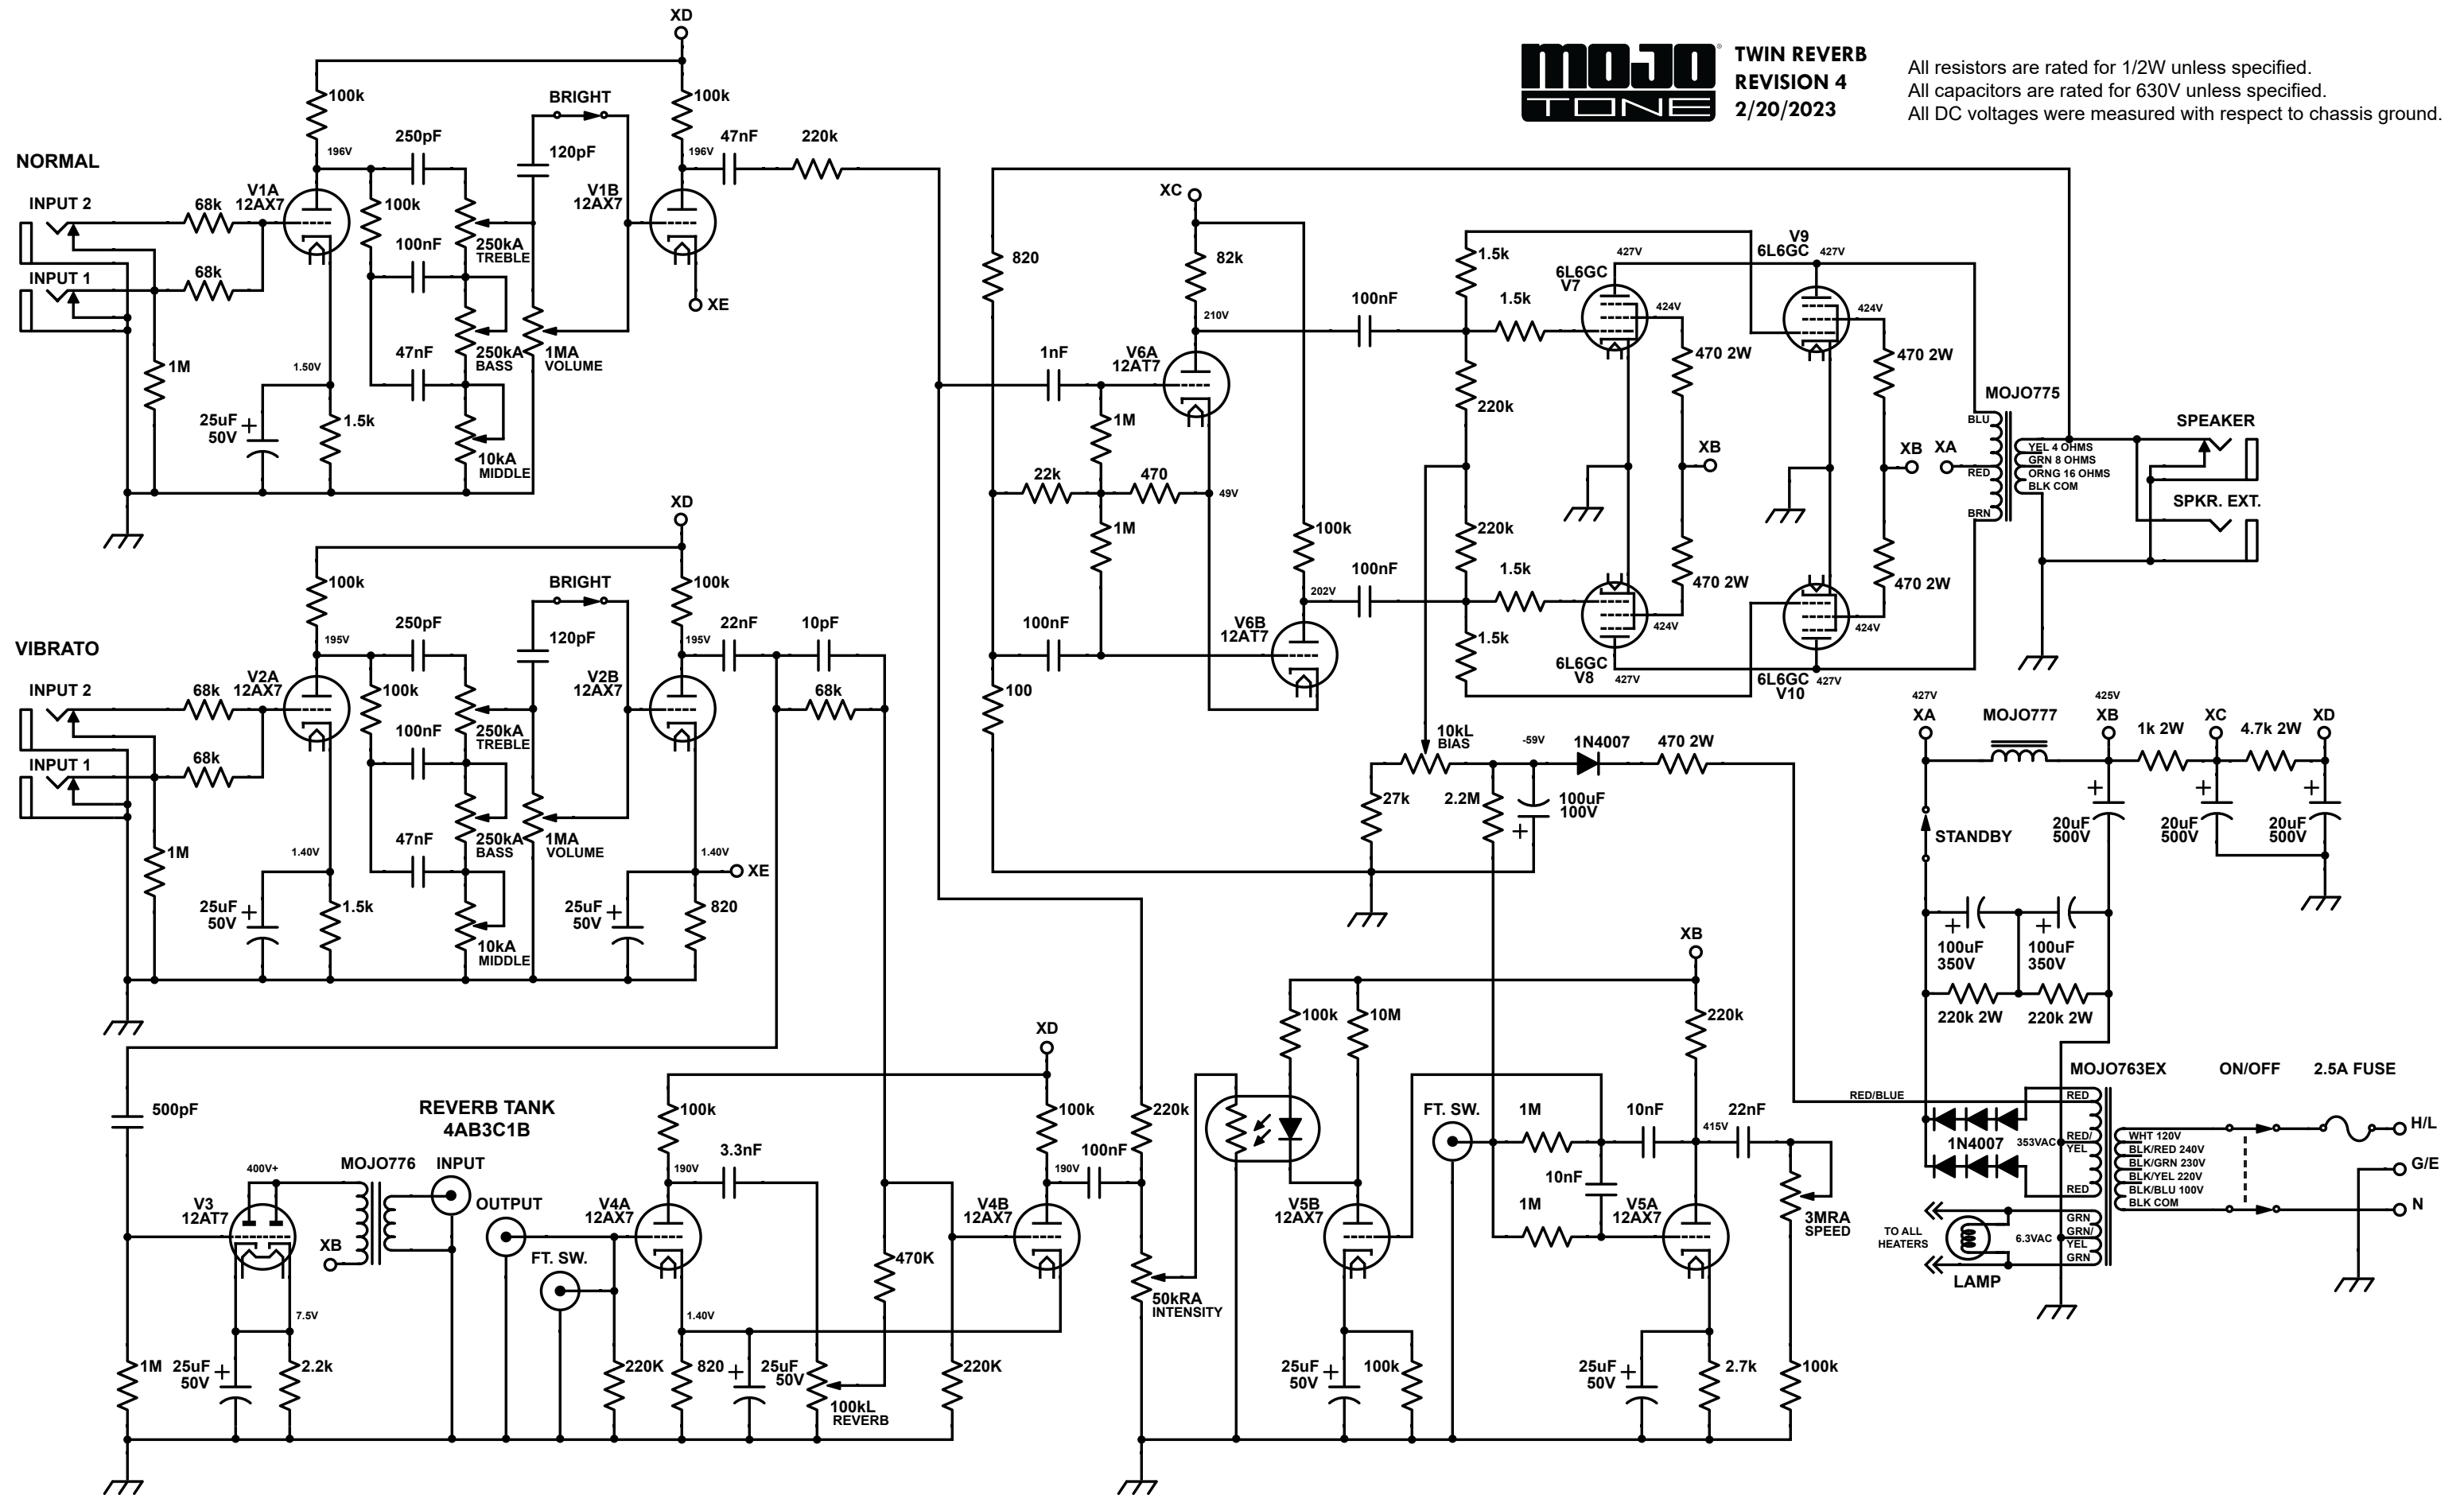 MOJO
TONE
®
TWIN REVERB
REVISION 4
2/20/2023
All resistors are rated for 1/2W unless specified.
All capacitors are rated for 630V unless specified.
All DC voltages were measured with respect to chassis ground.
NORMAL
INPUT 2
INPUT 1
68k
68k
1M
V1A
12AX7
XD
100k
196V
1.50V
25uF
50V
1.5k
250pF
100k
100nF
47nF
250kA
TREBLE
250kA
BASS
10kA
MIDDLE
BRIGHT
120pF
1MA
VOLUME
100k
196V
V1B
12AX7
XE
47nF
220k
VIBRATO
INPUT 2
INPUT 1
68k
68k
1M
V2A
12AX7
XD
100k
195V
1.40V
25uF
50V
1.5k
250pF
100k
100nF
47nF
250kA
TREBLE
250kA
BASS
10kA
MIDDLE
BRIGHT
120pF
1MA
VOLUME
100k
195V
V2B
12AX7
1.40V
XE
25uF
50V
820
22nF
10pF
68k
500pF
1M
V3
12AT7
400V+
7.5V
25uF
50V
2.2k
XB
MOJO776
REVERB TANK
4AB3C1B
INPUT
OUTPUT
FT. SW.
220K
V4A
12AX7
100k
190V
1.40V
820
25uF
50V
3.3nF
100kL
REVERB
470K
XD
100k
190V
V4B
12AX7
220K
100nF
220k
50kRA
INTENSITY
820
22k
470
1M
1M
1nF
100nF
100
XC
82k
210V
V6A
12AT7
49V
100k
202V
V6B
12AT7
100nF
100nF
1.5k
1.5k
220k
220k
1.5k
1.5k
6L6GC
V7
427V
424V
V9
6L6GC
427V
424V
470 2W
470 2W
470 2W
470 2W
XB
XB
6L6GC
V8
427V
424V
6L6GC
V10
427V
424V
XA
MOJO775
BLU
RED
BRN
YEL 4 OHMS
GRN 8 OHMS
ORNG 16 OHMS
BLK COM
SPEAKER
SPKR. EXT.
10kL
BIAS
-59V
1N4007
470 2W
27k
2.2M
100uF
100V
XB
100k
10M
220k
V5B
12AX7
25uF
50V
100k
FT. SW.
1M
1M
10nF
10nF
415V
22nF
V5A
12AX7
25uF
50V
2.7k
3MRA
SPEED
100k
427V
XA
MOJO777
425V
XB
1k 2W
XC
4.7k 2W
XD
STANDBY
20uF
500V
20uF
500V
20uF
500V
100uF
350V
100uF
350V
220k 2W
220k 2W
MOJO763EX
ON/OFF
2.5A FUSE
RED/BLUE
RED
RED/
YEL
RED
353VAC
1N4007
WHT 120V
BLK/RED 240V
BLK/GRN 230V
BLK/YEL 220V
BLK/BLU 100V
BLK COM
H/L
G/E
N
TO ALL
HEATERS
LAMP
6.3VAC
GRN
GRN/
YEL
GRN